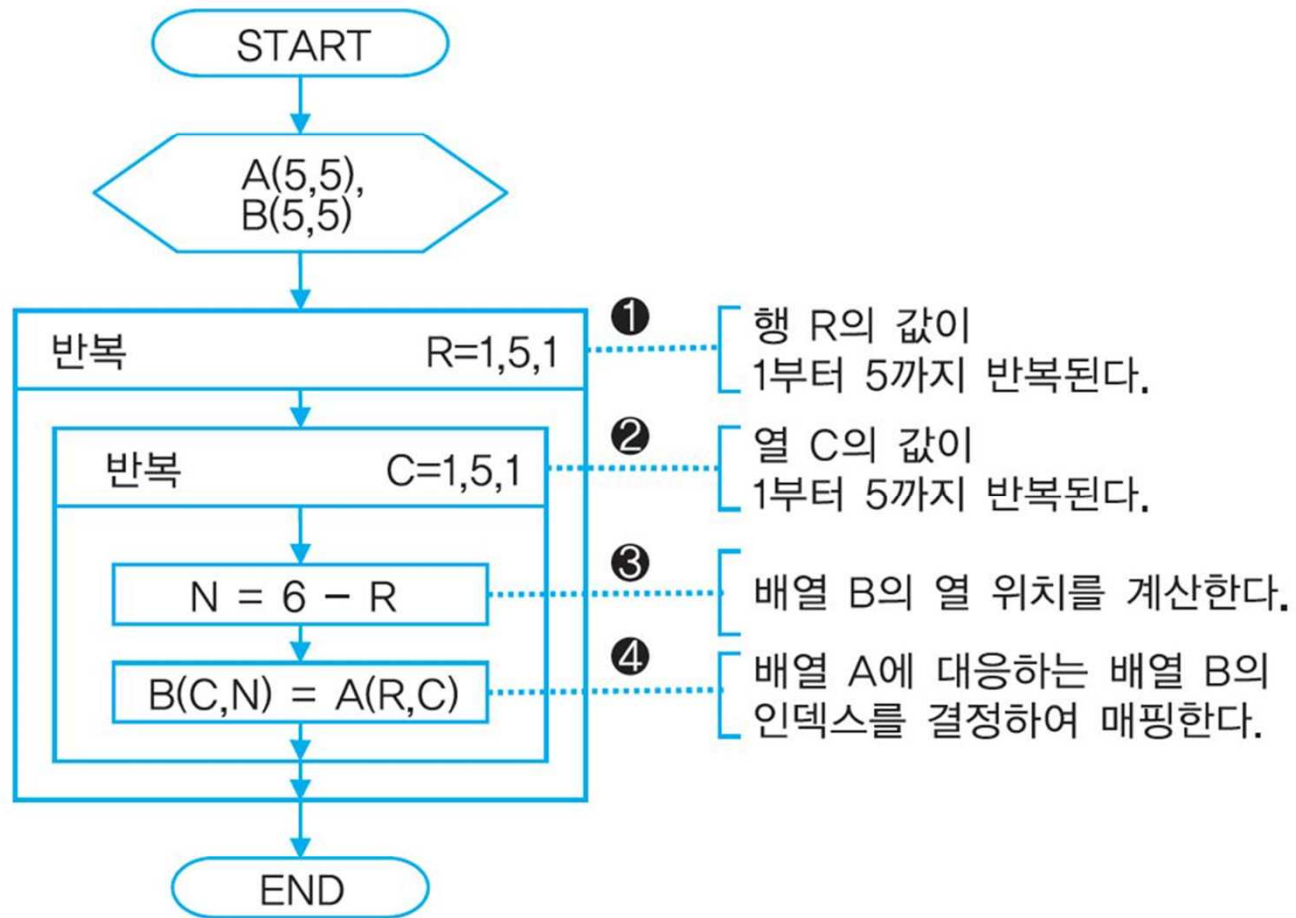 START
A(5,5),
B(5,5)
반복 R=1,5,1
❶
행 R의 값이
1부터 5까지 반복된다.
반복 C=1,5,1
❷
열 C의 값이
1부터 5까지 반복된다.
N = 6 − R
❸
배열 B의 열 위치를 계산한다.
B(C,N) = A(R,C)
❹
배열 A에 대응하는 배열 B의
인덱스를 결정하여 매핑한다.
END